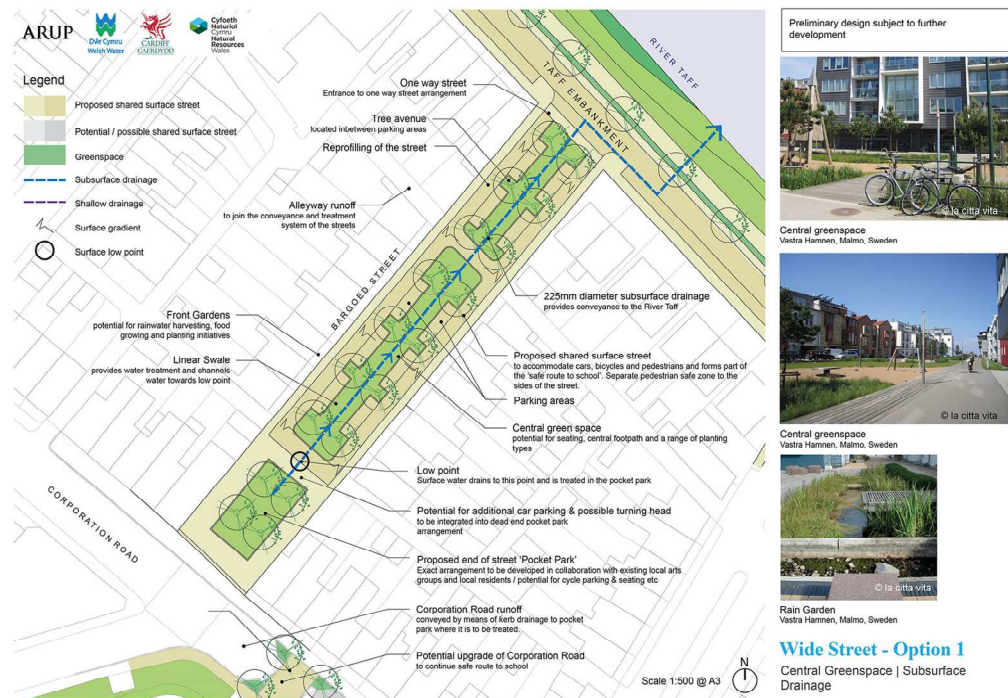 ARUP
Dŵr Cymru
Welsh Water
CARDIFF
CAERDYDD
Cyfoeth
Naturiol
Cymru
Natural
Resources
Wales
Legend
Proposed shared surface street
Potential / possible shared surface street
Greenspace
Subsurface drainage
Shallow drainage
Surface gradient
Surface low point
One way street
Entrance to one way street arrangement
Tree avenue
located inbetween parking areas
Reprofilling of the street
Alleyway runoff
to join the conveyance and treatment
system of the streets
Front Gardens
potential for rainwater harvesting, food
growing and planting initiatives
Linear Swale
provides water treatment and channels
water towards low point
BARGOED STREET
TAFF EMBANKMENT
RIVER TAFF
CORPORATION ROAD
225mm diameter subsurface drainage
provides conveyance to the River Taff
Proposed shared surface street
to accommodate cars, bicycles and pedestrians and forms part of
the 'safe route to school'. Separate pedestrian safe zone to the
sides of the street.
Parking areas
Central green space
potential for seating, central footpath and a range of planting
types
Low point
Surface water drains to this point and is treated in the pocket park
Potential for additional car parking & possible turning head
to be integrated into dead end pocket park
arrangement
Proposed end of street 'Pocket Park'
Exact arrangement to be developed in collaboration with existing local arts
groups and local residents / potential for cycle parking & seating etc
Corporation Road runoff
conveyed by means of kerb drainage to pocket
park where it is to be treated.
Potential upgrade of Corporation Road
to continue safe route to school
Scale 1:500 @ A3
N
Preliminary design subject to further
development
© la citta vita
Central greenspace
Vastra Hamnen, Malmo, Sweden
© la citta vita
Central greenspace
Vastra Hamnen, Malmo, Sweden
© la citta vita
Rain Garden
Vastra Hamnen, Malmo, Sweden
Wide Street - Option 1
Central Greenspace | Subsurface
Drainage